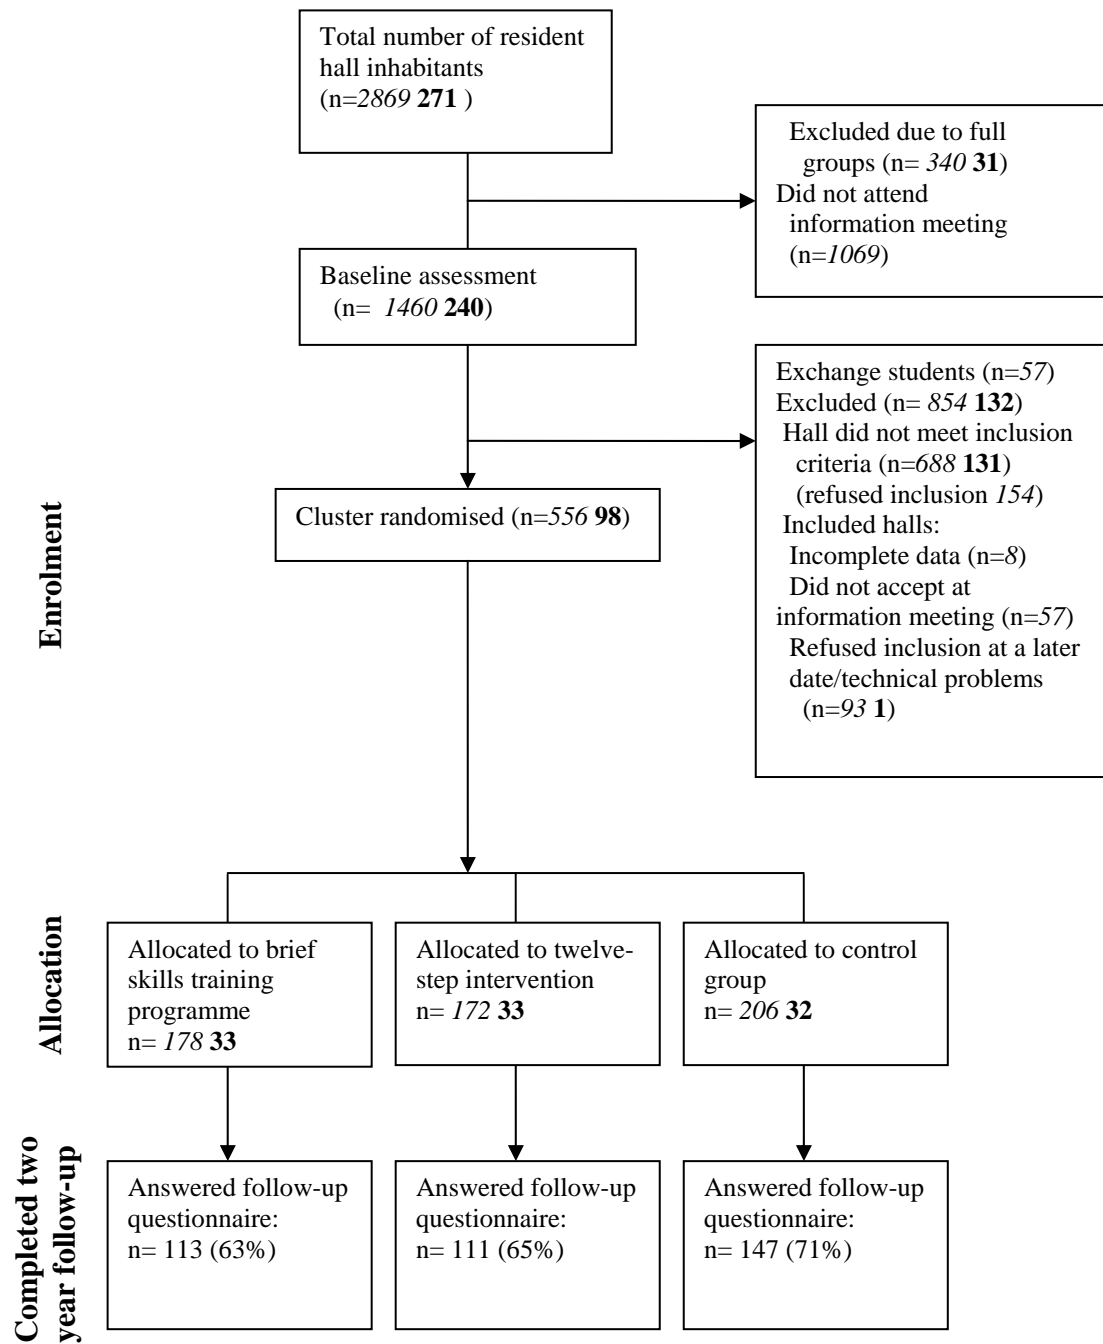 Total number of resident
hall inhabitants
(n=2869 271 )
Excluded due to full
groups (n= 340 31)
Did not attend
information meeting
(n=1069)
Baseline assessment
(n= 1460 240)
Exchange students (n=57)
Excluded (n= 854 132)
Hall did not meet inclusion
criteria (n=688 131)
(refused inclusion 154)
Included halls:
Incomplete data (n=8)
Did not accept at
information meeting (n=57)
Refused inclusion at a later
date/technical problems
(n=93 1)
Enrolment
Cluster randomised (n=556 98)
Allocation
Allocated to brief
skills training
programme
n= 178 33
Allocated to twelve-
step intervention
n= 172 33
Allocated to control
group
n= 206 32
Completed two
year follow-up
Answered follow-up
questionnaire:
n= 113 (63%)
Answered follow-up
questionnaire:
n= 111 (65%)
Answered follow-up
questionnaire:
n= 147 (71%)